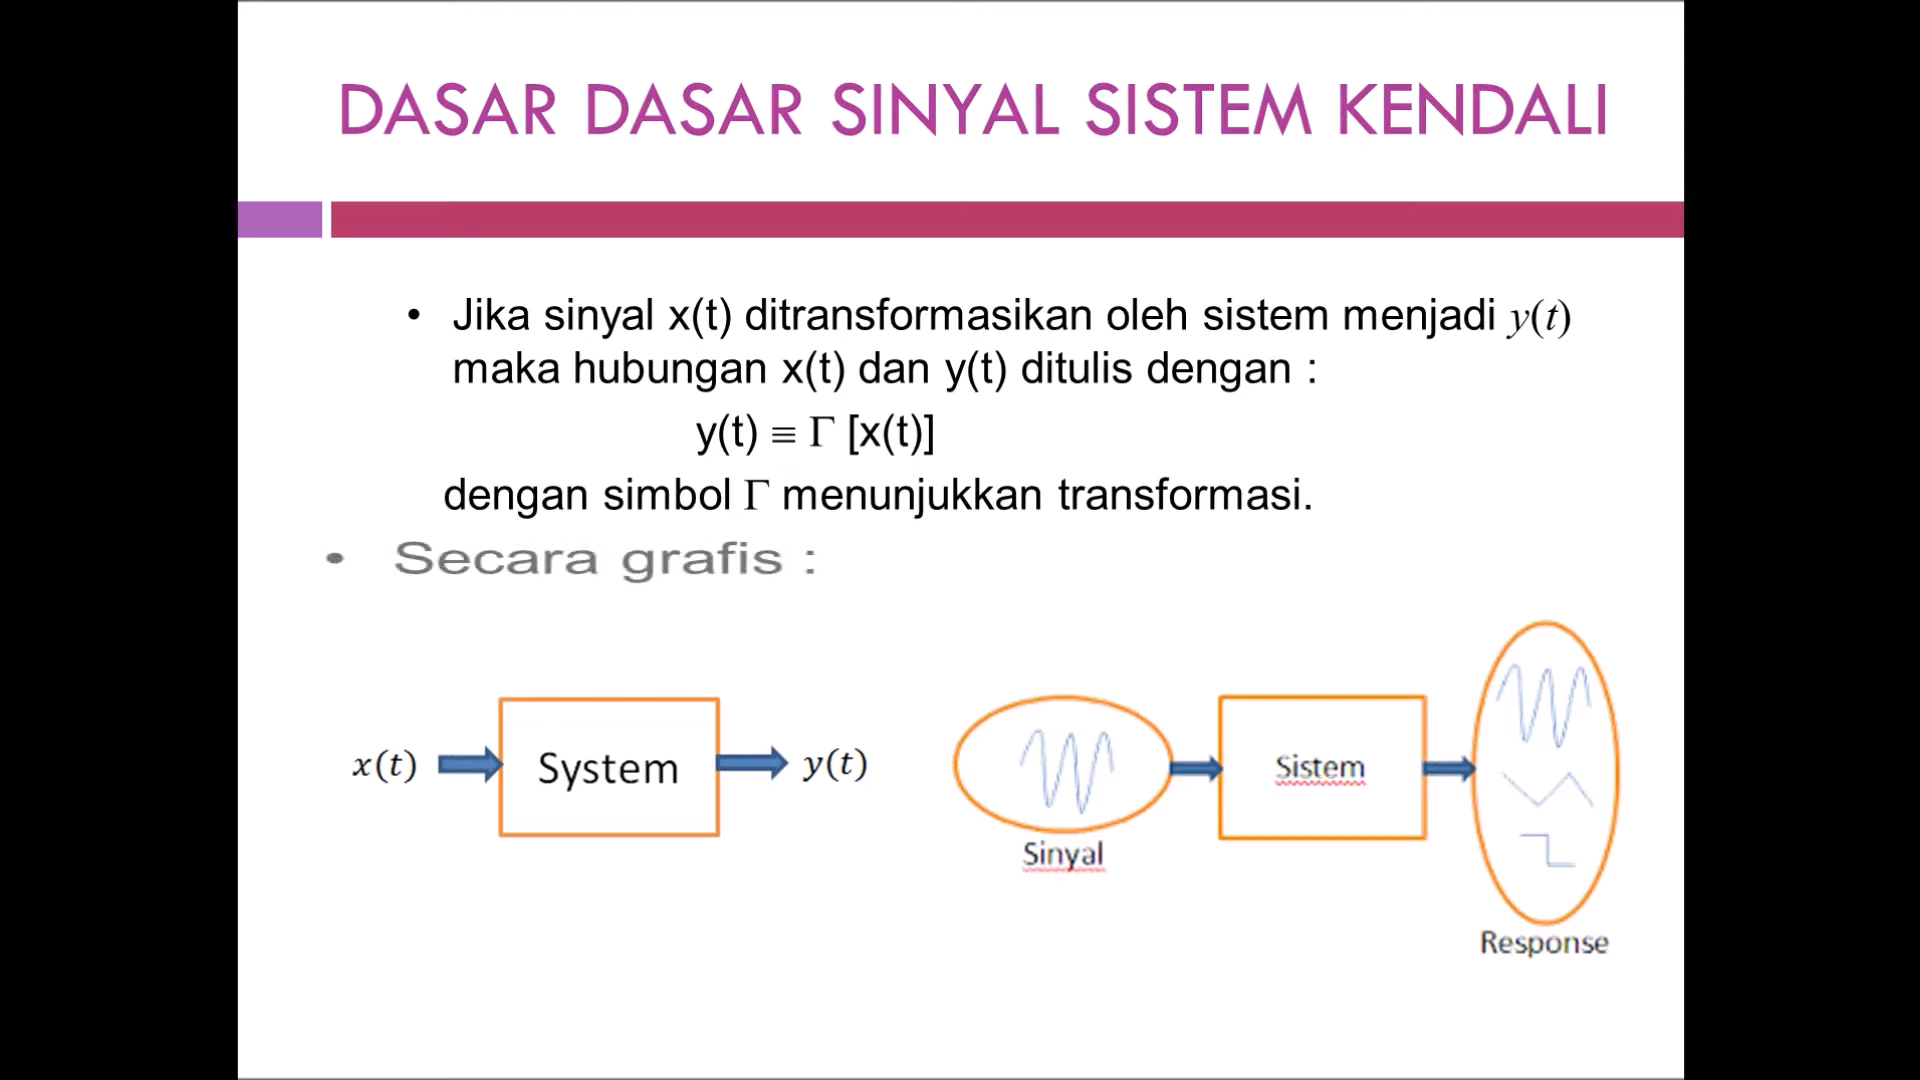 DASAR DASAR SINYAL SISTEM KENDALI
• Jika sinyal x(t) ditransformasikan oleh sistem menjadi y(t)
maka hubungan x(t) dan y(t) ditulis dengan :
y(t) ≡ Γ [x(t)]
dengan simbol Γ menunjukkan transformasi.
• Secara grafis :
x(t)
System
y(t)
Sinyal
Sistem
Response